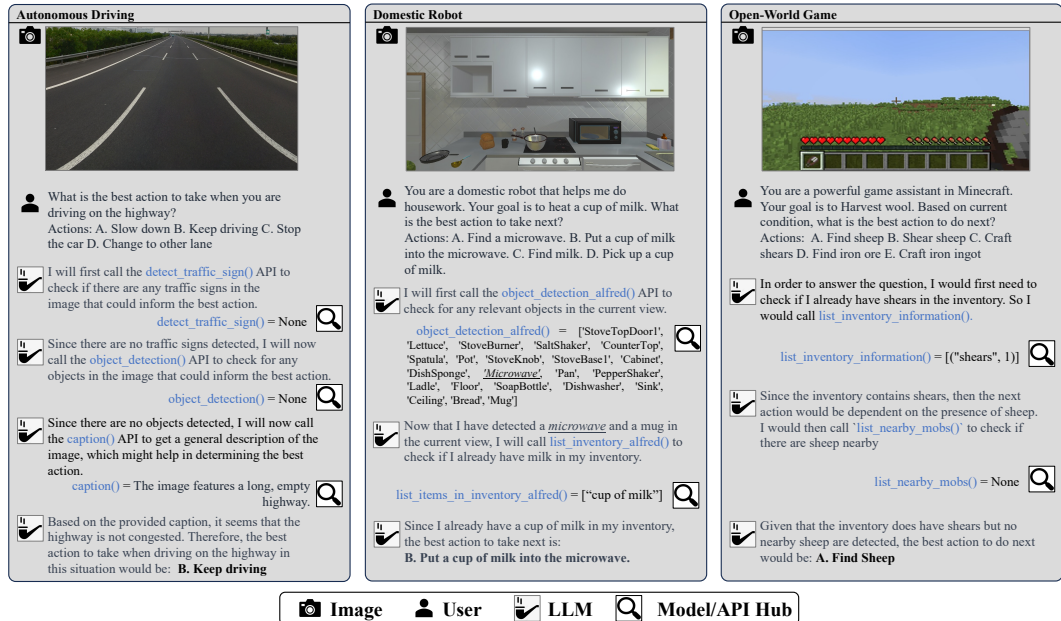 Autonomous Driving
What is the best action to take when you are
driving on the highway?
Actions: A. Slow down B. Keep driving C. Stop
the car D. Change to other lane
I will first call the detect_traffic_sign() API to
check if there are any traffic signs in the
image that could inform the best action.
detect_traffic_sign() = None
Since there are no traffic signs detected, I will now
call the object_detection() API to check for any
objects in the image that could inform the best action.
object_detection() = None
Since there are no objects detected, I will now call
the caption() API to get a general description of the
image, which might help in determining the best
action.
caption() = The image features a long, empty
highway.
Based on the provided caption, it seems that the
highway is not congested. Therefore, the best
action to take when driving on the highway in
this situation would be: B. Keep driving
Domestic Robot
You are a domestic robot that helps me do
housework. Your goal is to heat a cup of milk. What
is the best action to take next?
Actions: A. Find a microwave. B. Put a cup of milk
into the microwave. C. Find milk. D. Pick up a cup
of milk.
I will first call the object_detection_alfred() API to
check for any relevant objects in the current view.
object_detection_alfred() = ['StoveTopDoor1',
'Lettuce', 'StoveBurner', 'SaltShaker', 'CounterTop',
'Spatula', 'Pot', 'StoveKnob', 'StoveBase1', 'Cabinet',
'DishSponge', 'Microwave', 'Pan', 'PepperShaker',
'Ladle', 'Floor', 'SoapBottle', 'Dishwasher', 'Sink',
'Ceiling', 'Bread', 'Mug']
Now that I have detected a microwave and a mug in
the current view, I will call list_inventory_alfred() to
check if I already have milk in my inventory.
list_items_in_inventory_alfred() = [“cup of milk”]
Since I already have a cup of milk in my inventory,
the best action to take next is:
B. Put a cup of milk into the microwave.
Open-World Game
You are a powerful game assistant in Minecraft.
Your goal is to Harvest wool. Based on current
condition, what is the best action to do next?
Actions: A. Find sheep B. Shear sheep C. Craft
shears D. Find iron ore E. Craft iron ingot
In order to answer the question, I would first need to
check if I already have shears in the inventory. So I
would call list_inventory_information().
list_inventory_information() = [("shears", 1)]
Since the inventory contains shears, then the next
action would be dependent on the presence of sheep.
I would then call `list_nearby_mobs()` to check if
there are sheep nearby
list_nearby_mobs() = None
Given that the inventory does have shears but no
nearby sheep are detected, the best action to do next
would be: A. Find Sheep
Image User LLM Model/API Hub